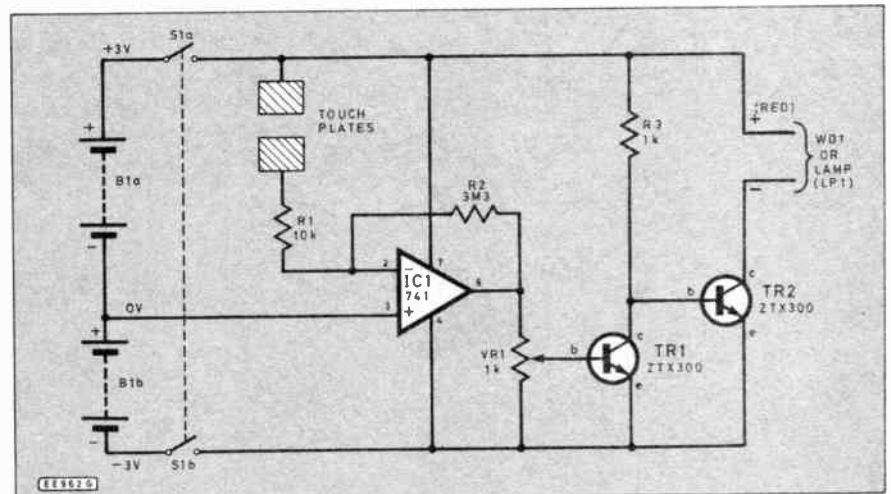 S1a
+3V
+
B1a
-
0V
+
B1b
-
-3V
S1b
TOUCH
PLATES
R1
10k
R2
3M3
2
-
7
IC1
741
6
3
+
4
VR1
1k
b
c
TR1
ZTX300
e
R3
1k
b
c
TR2
ZTX300
e
(RED)
+
WD1
OR
LAMP
(LP1)
-
EE962G